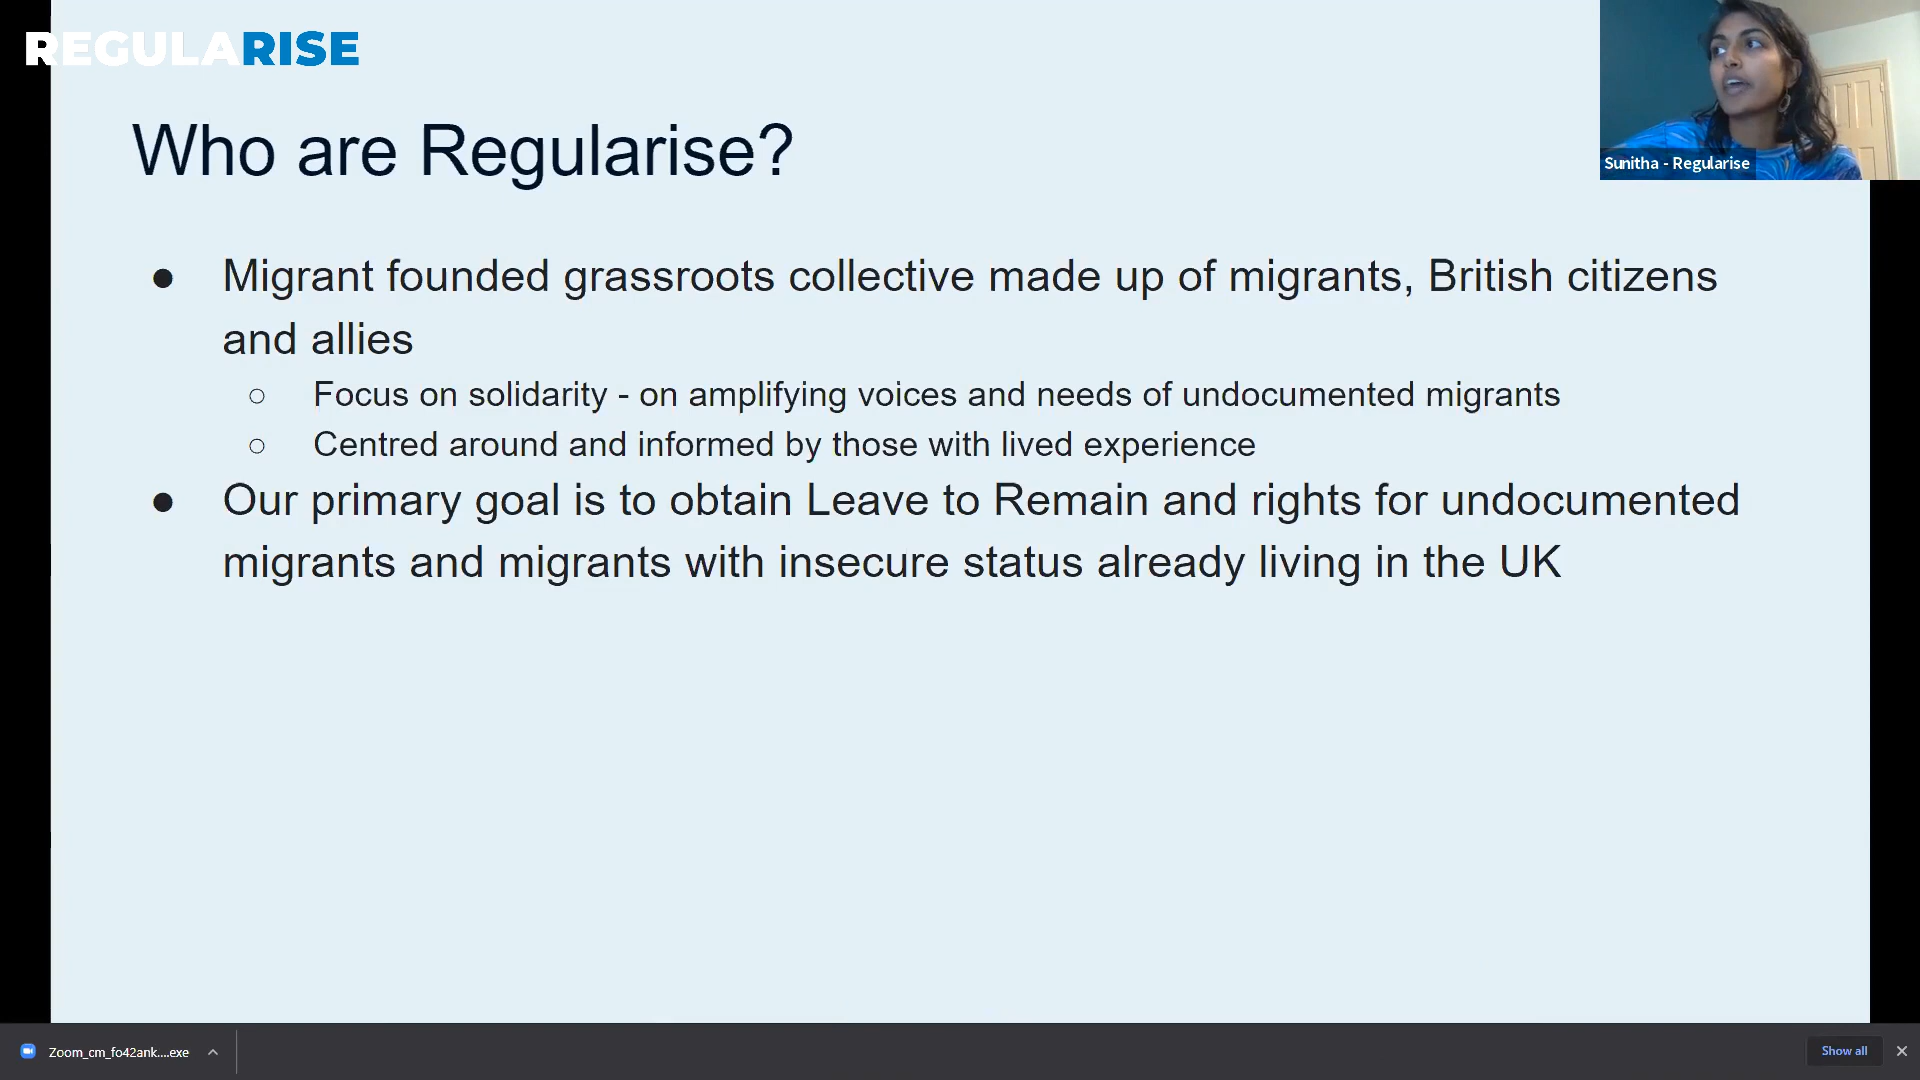 REGULARISE
Sunitha - Regularise
Who are Regularise?
● Migrant founded grassroots collective made up of migrants, British citizens
and allies
○ Focus on solidarity - on amplifying voices and needs of undocumented migrants
○ Centred around and informed by those with lived experience
● Our primary goal is to obtain Leave to Remain and rights for undocumented
migrants and migrants with insecure status already living in the UK
Zoom_cm_fo42ank....exe
Show all